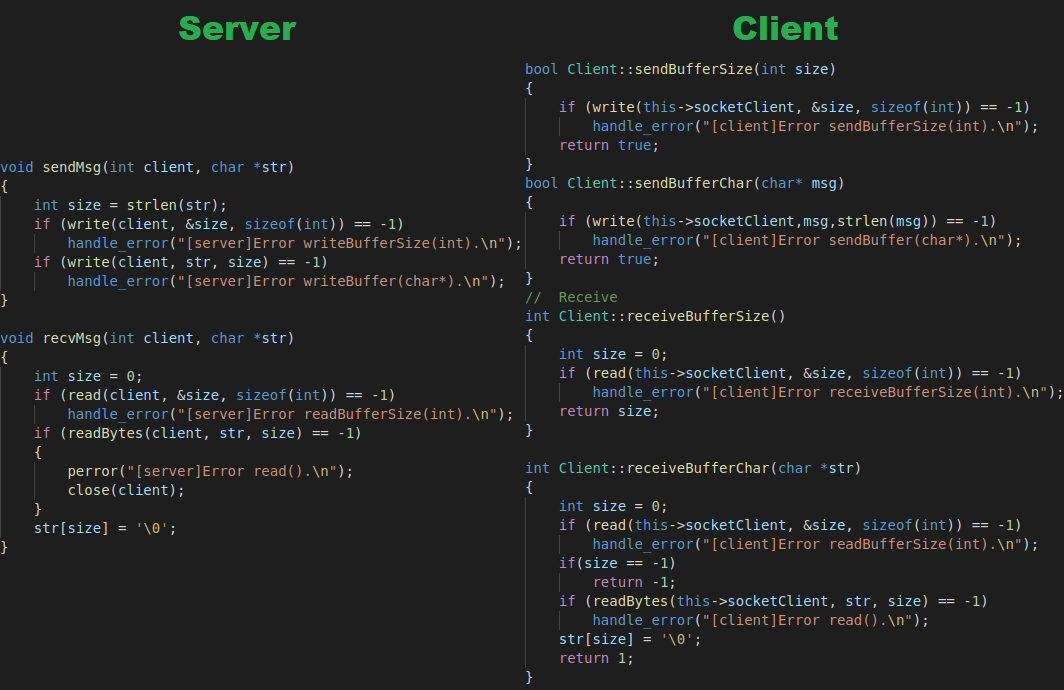 Server
void sendMsg(int client, char *str)
{
    int size = strlen(str);
    if (write(client, &size, sizeof(int)) == -1)
        handle_error("[server]Error writeBufferSize(int).\n");
    if (write(client, str, size) == -1)
        handle_error("[server]Error writeBuffer(char*).\n");
}
void recvMsg(int client, char *str)
{
    int size = 0;
    if (read(client, &size, sizeof(int)) == -1)
        handle_error("[server]Error readBufferSize(int).\n");
    if (readBytes(client, str, size) == -1)
    {
        perror("[server]Error read().\n");
        close(client);
    }
    str[size] = '\0';
}
Client
bool Client::sendBufferSize(int size)
{
    if (write(this->socketClient, &size, sizeof(int)) == -1)
        handle_error("[client]Error sendBufferSize(int).\n");
    return true;
}
bool Client::sendBufferChar(char* msg)
{
    if (write(this->socketClient,msg,strlen(msg)) == -1)
        handle_error("[client]Error sendBuffer(char*).\n");
    return true;
}
//  Receive
int Client::receiveBufferSize()
{
    int size = 0;
    if (read(this->socketClient, &size, sizeof(int)) == -1)
        handle_error("[client]Error receiveBufferSize(int).\n");
    return size;
}
int Client::receiveBufferChar(char *str)
{
    int size = 0;
    if (read(this->socketClient, &size, sizeof(int)) == -1)
        handle_error("[client]Error readBufferSize(int).\n");
    if(size == -1)
        return -1;
    if (readBytes(this->socketClient, str, size) == -1)
        handle_error("[client]Error read().\n");
    str[size] = '\0';
    return 1;
}